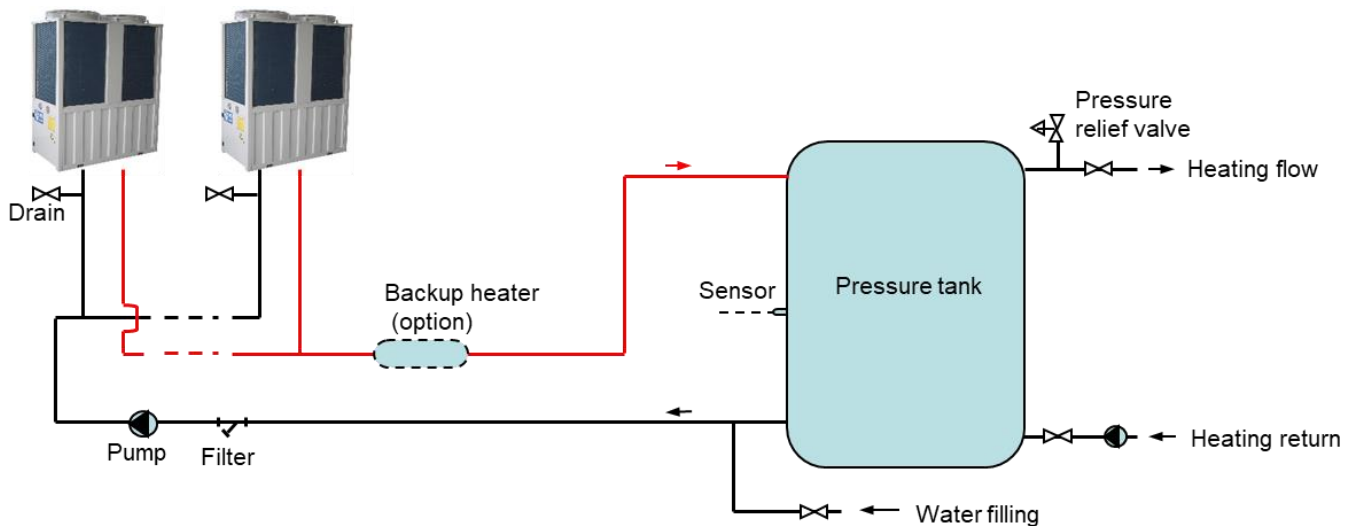 Pressure
relief valve
Heating flow
Drain
Backup heater
(option)
Sensor
Pressure tank
Pump
Filter
Heating return
Water filling